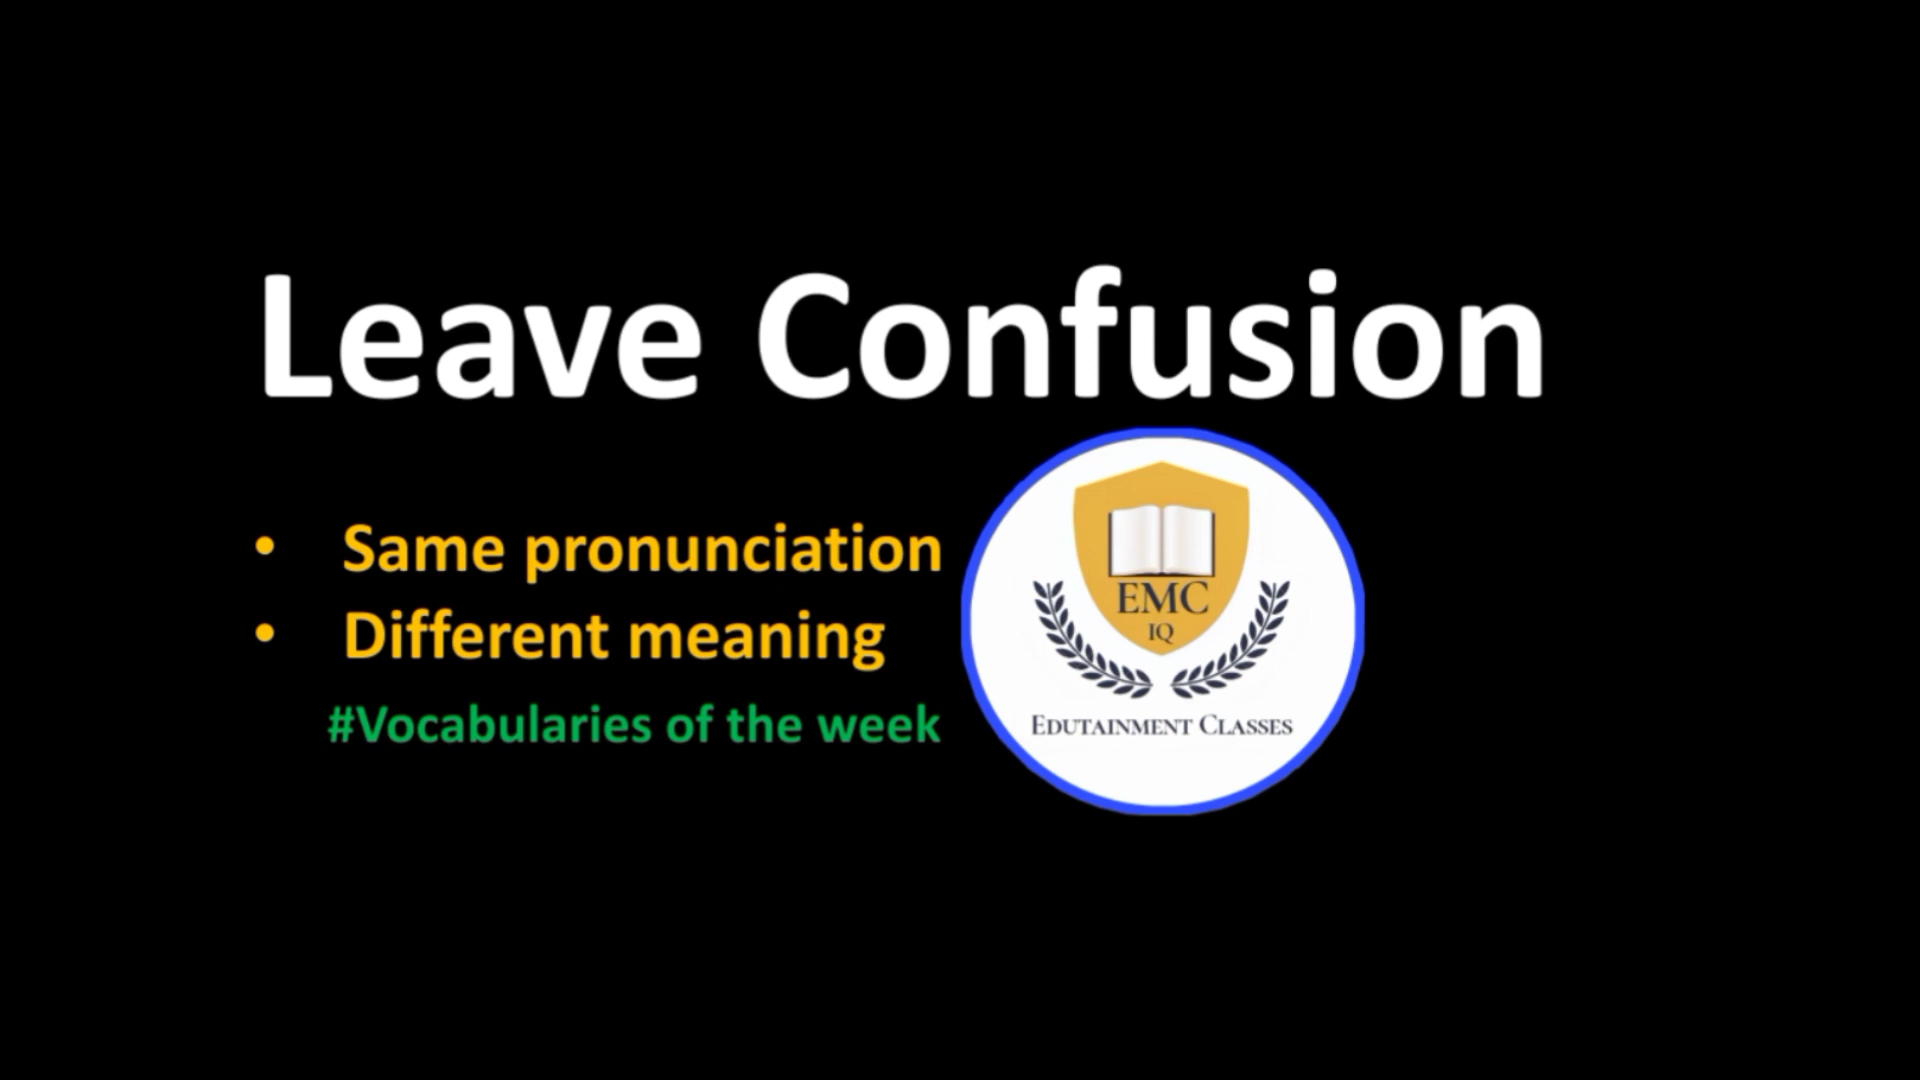 Leave Confusion
• Same pronunciation
• Different meaning
#Vocabularies of the week
EMC
IQ
EDUTAINMENT CLASSES